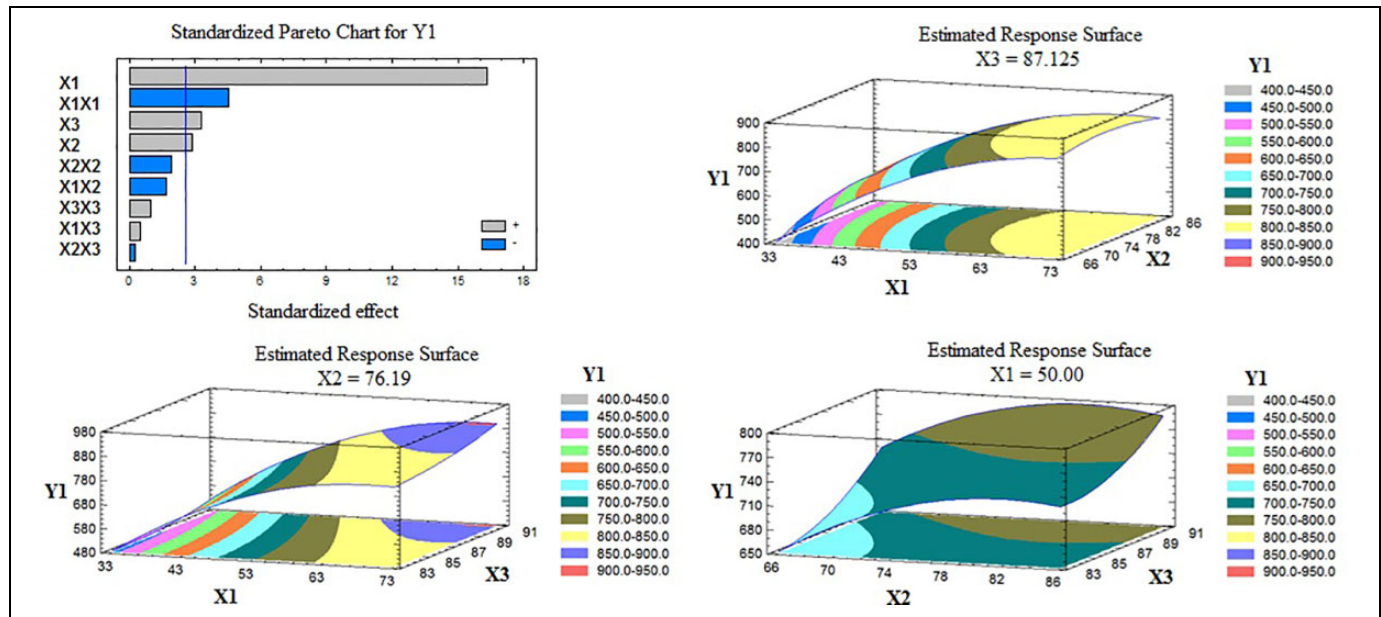 Standardized Pareto Chart for Y1
X1
X1X1
X3
X2
X2X2
X1X2
X3X3
X1X3
X2X3
+
-
0 3 6 9 12 15 18
Standardized effect
Estimated Response Surface
X3 = 87.125
Y1
900
800
700
600
500
400
33 43 53 63 73
X1
66 70 74 78 82 86
X2
Y1
400.0-450.0
450.0-500.0
500.0-550.0
550.0-600.0
600.0-650.0
650.0-700.0
700.0-750.0
750.0-800.0
800.0-850.0
850.0-900.0
900.0-950.0
Estimated Response Surface
X2 = 76.19
Y1
980
880
780
680
580
480
33 43 53 63 73
X1
83 85 87 89 91
X3
Y1
400.0-450.0
450.0-500.0
500.0-550.0
550.0-600.0
600.0-650.0
650.0-700.0
700.0-750.0
750.0-800.0
800.0-850.0
850.0-900.0
900.0-950.0
Estimated Response Surface
X1 = 50.00
Y1
800
770
740
710
680
650
66 70 74 78 82 86
X2
83 85 87 89 91
X3
Y1
400.0-450.0
450.0-500.0
500.0-550.0
550.0-600.0
600.0-650.0
650.0-700.0
700.0-750.0
750.0-800.0
800.0-850.0
850.0-900.0
900.0-950.0